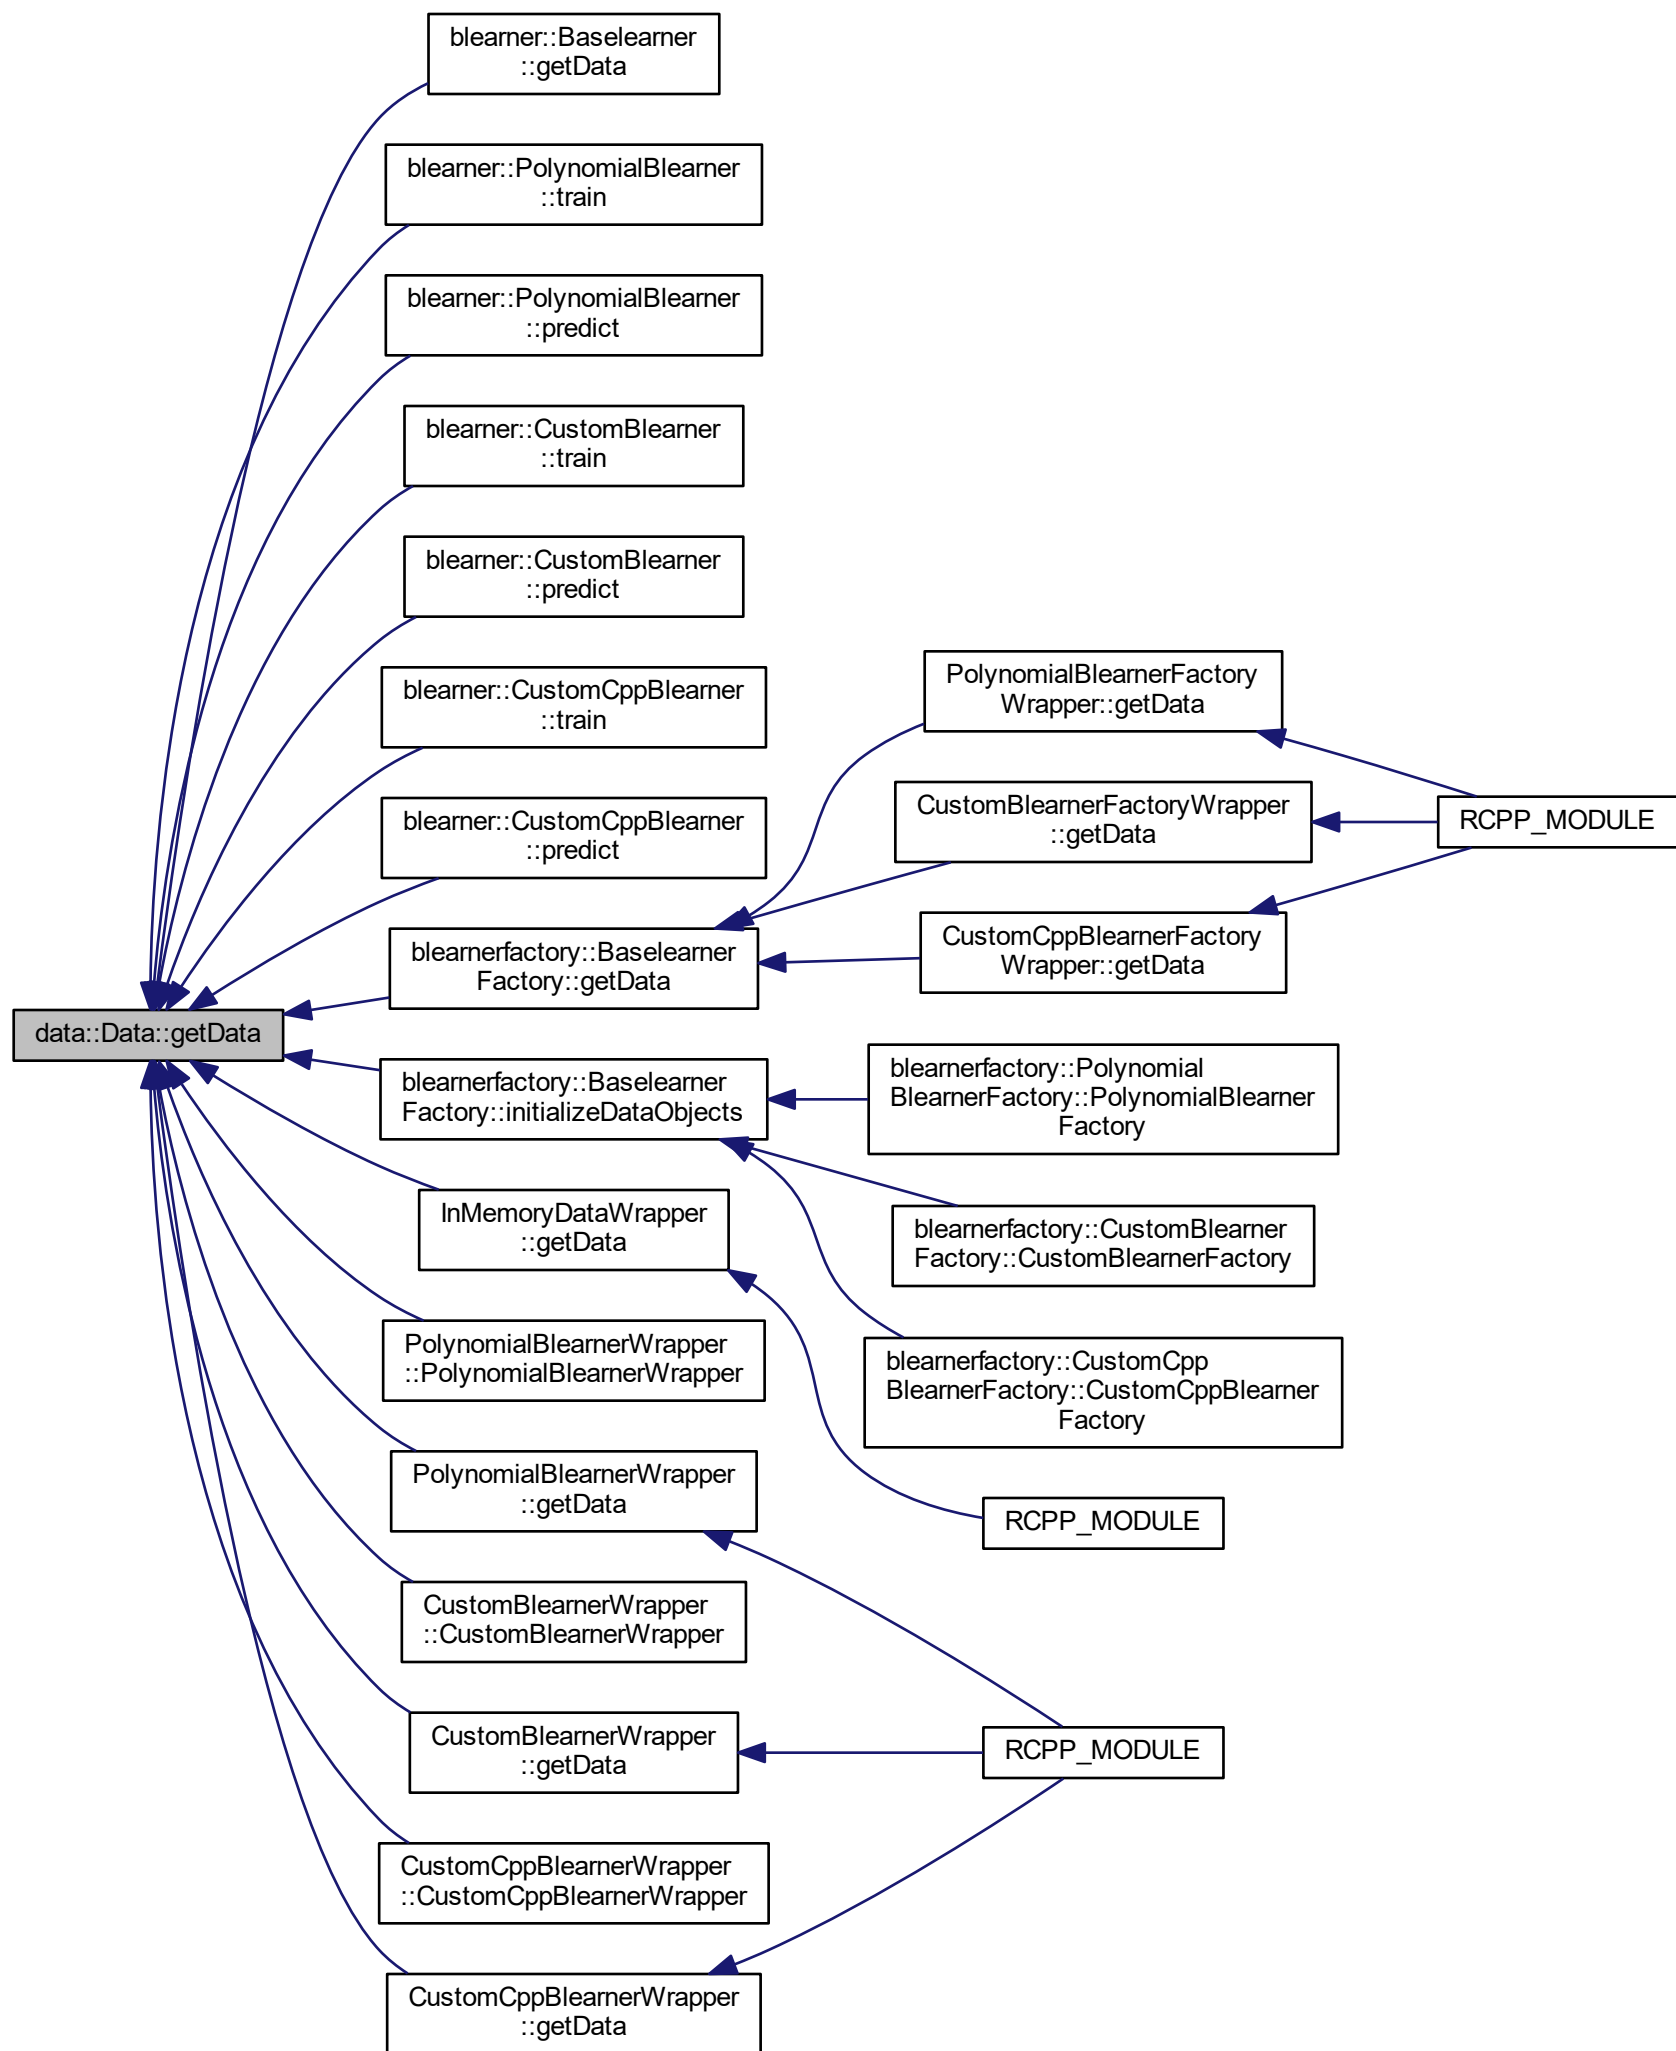 blearner::Baselearner
::getData
blearner::PolynomialBlearner
::train
blearner::PolynomialBlearner
::predict
blearner::CustomBlearner
::train
blearner::CustomBlearner
::predict
blearner::CustomCppBlearner
::train
blearner::CustomCppBlearner
::predict
blearnerfactory::Baselearner
Factory::getData
PolynomialBlearnerFactory
Wrapper::getData
CustomBlearnerFactoryWrapper
::getData
CustomCppBlearnerFactory
Wrapper::getData
RCPP_MODULE
data::Data::getData
blearnerfactory::Baselearner
Factory::initializeDataObjects
blearnerfactory::Polynomial
BlearnerFactory::PolynomialBlearner
Factory
blearnerfactory::CustomBlearner
Factory::CustomBlearnerFactory
blearnerfactory::CustomCpp
BlearnerFactory::CustomCppBlearner
Factory
InMemoryDataWrapper
::getData
RCPP_MODULE
PolynomialBlearnerWrapper
::PolynomialBlearnerWrapper
PolynomialBlearnerWrapper
::getData
CustomBlearnerWrapper
::CustomBlearnerWrapper
CustomBlearnerWrapper
::getData
RCPP_MODULE
CustomCppBlearnerWrapper
::CustomCppBlearnerWrapper
CustomCppBlearnerWrapper
::getData